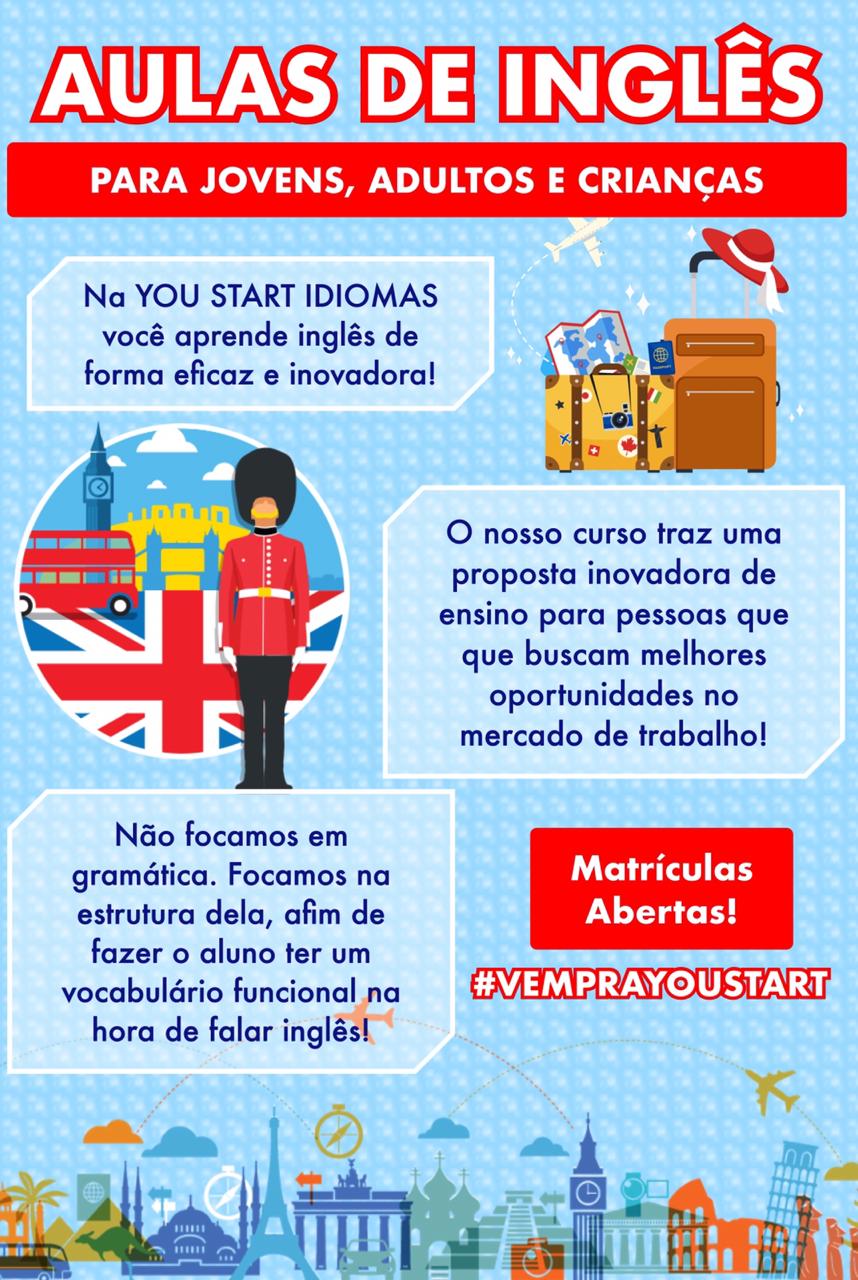 AULAS DE INGLÊS
PARA JOVENS, ADULTOS E CRIANÇAS
Na YOU START IDIOMAS
você aprende inglês de
forma eficaz e inovadora!
PASSPORT
O nosso curso traz uma
proposta inovadora de
ensino para pessoas que
que buscam melhores
oportunidades no
mercado de trabalho!
Não focamos em
gramática. Focamos na
estrutura dela, afim de
fazer o aluno ter um
vocabulário funcional na
hora de falar inglês!
Matrículas
Abertas!
#VEMPRAYOUSTART